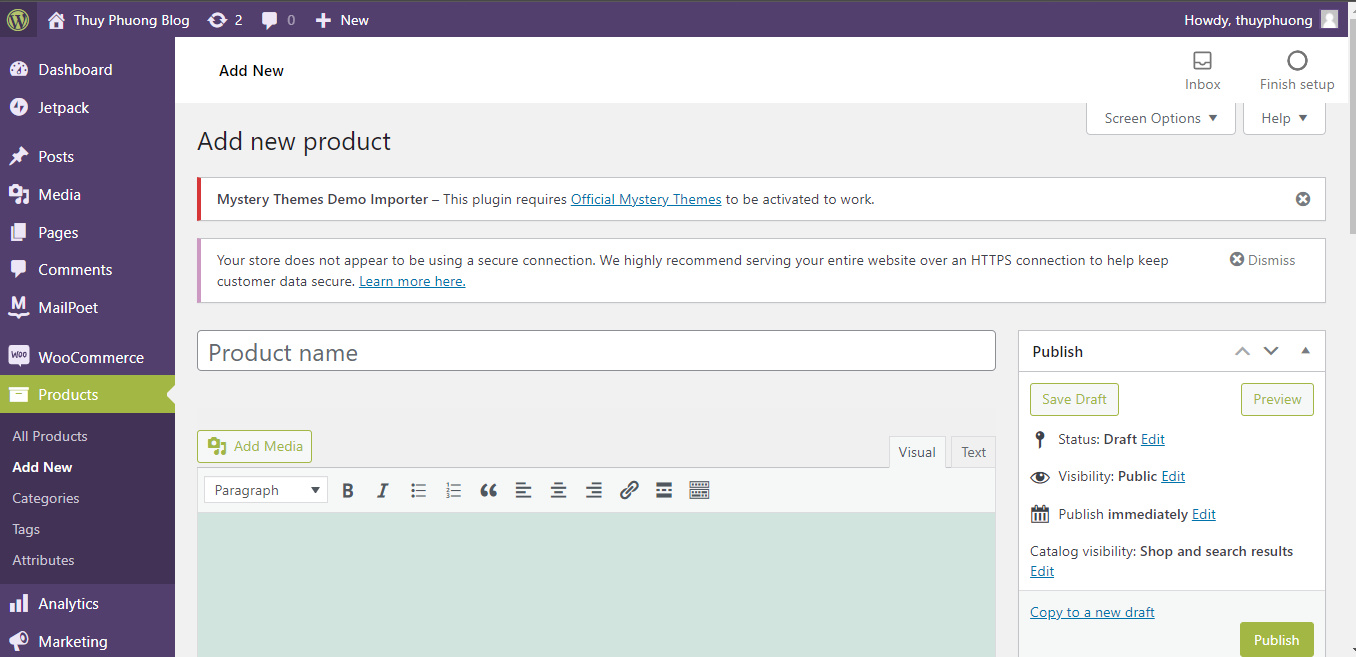 Thuy Phuong Blog 2 0 New Howdy, thuyphuong
Dashboard
Jetpack
Posts
Media
Pages
Comments
MailPoet
WooCommerce
Products
All Products
Add New
Categories
Tags
Attributes
Analytics
Marketing
Add New
Inbox
Finish setup
Screen Options
Help
Add new product
Mystery Themes Demo Importer – This plugin requires Official Mystery Themes to be activated to work.
Your store does not appear to be using a secure connection. We highly recommend serving your entire website over an HTTPS connection to help keep
customer data secure. Learn more here.
Dismiss
Product name
Add Media
Visual
Text
Paragraph
Publish
Save Draft
Preview
Status: Draft Edit
Visibility: Public Edit
Publish immediately Edit
Catalog visibility: Shop and search results
Edit
Copy to a new draft
Publish